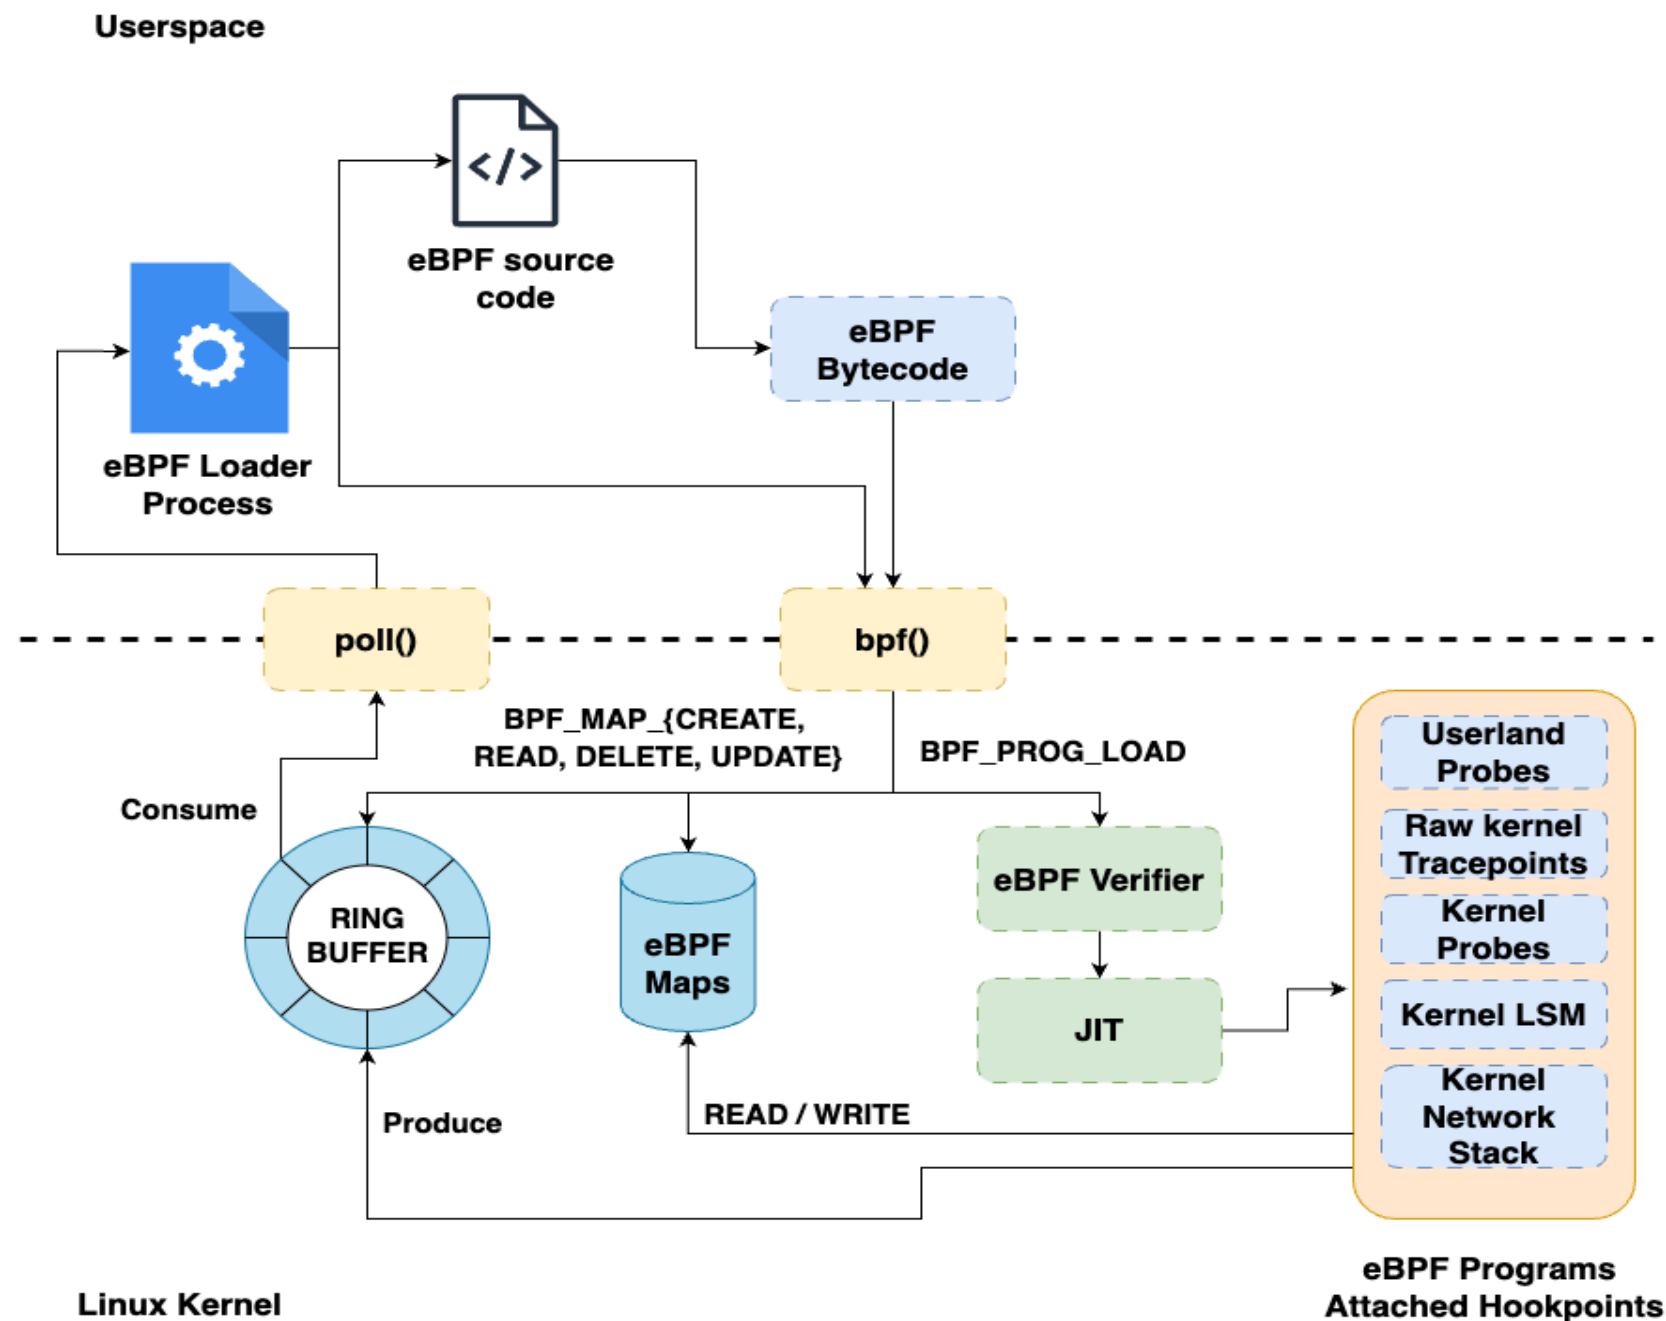 Userspace
</>
eBPF source
code
eBPF
Bytecode
eBPF Loader
Process
poll()
bpf()
BPF_MAP_{CREATE,
READ, DELETE, UPDATE}
BPF_PROG_LOAD
Consume
RING
BUFFER
eBPF
Maps
eBPF Verifier
JIT
Userland
Probes
Raw kernel
Tracepoints
Kernel
Probes
Kernel LSM
Kernel
Network
Stack
READ / WRITE
Produce
eBPF Programs
Attached Hookpoints
Linux Kernel